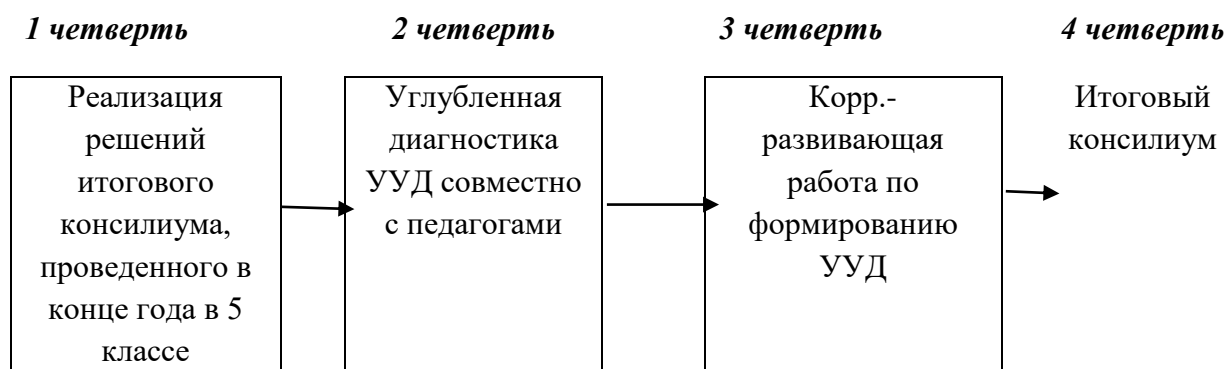 1 четверть
2 четверть
3 четверть
4 четверть
Реализация
решений
итогового
консилиума,
проведенного в
конце года в 5
классе
Углубленная
диагностика
УУД совместно
с педагогами
Корр.-
развивающая
работа по
формированию
УУД
Итоговый
консилиум